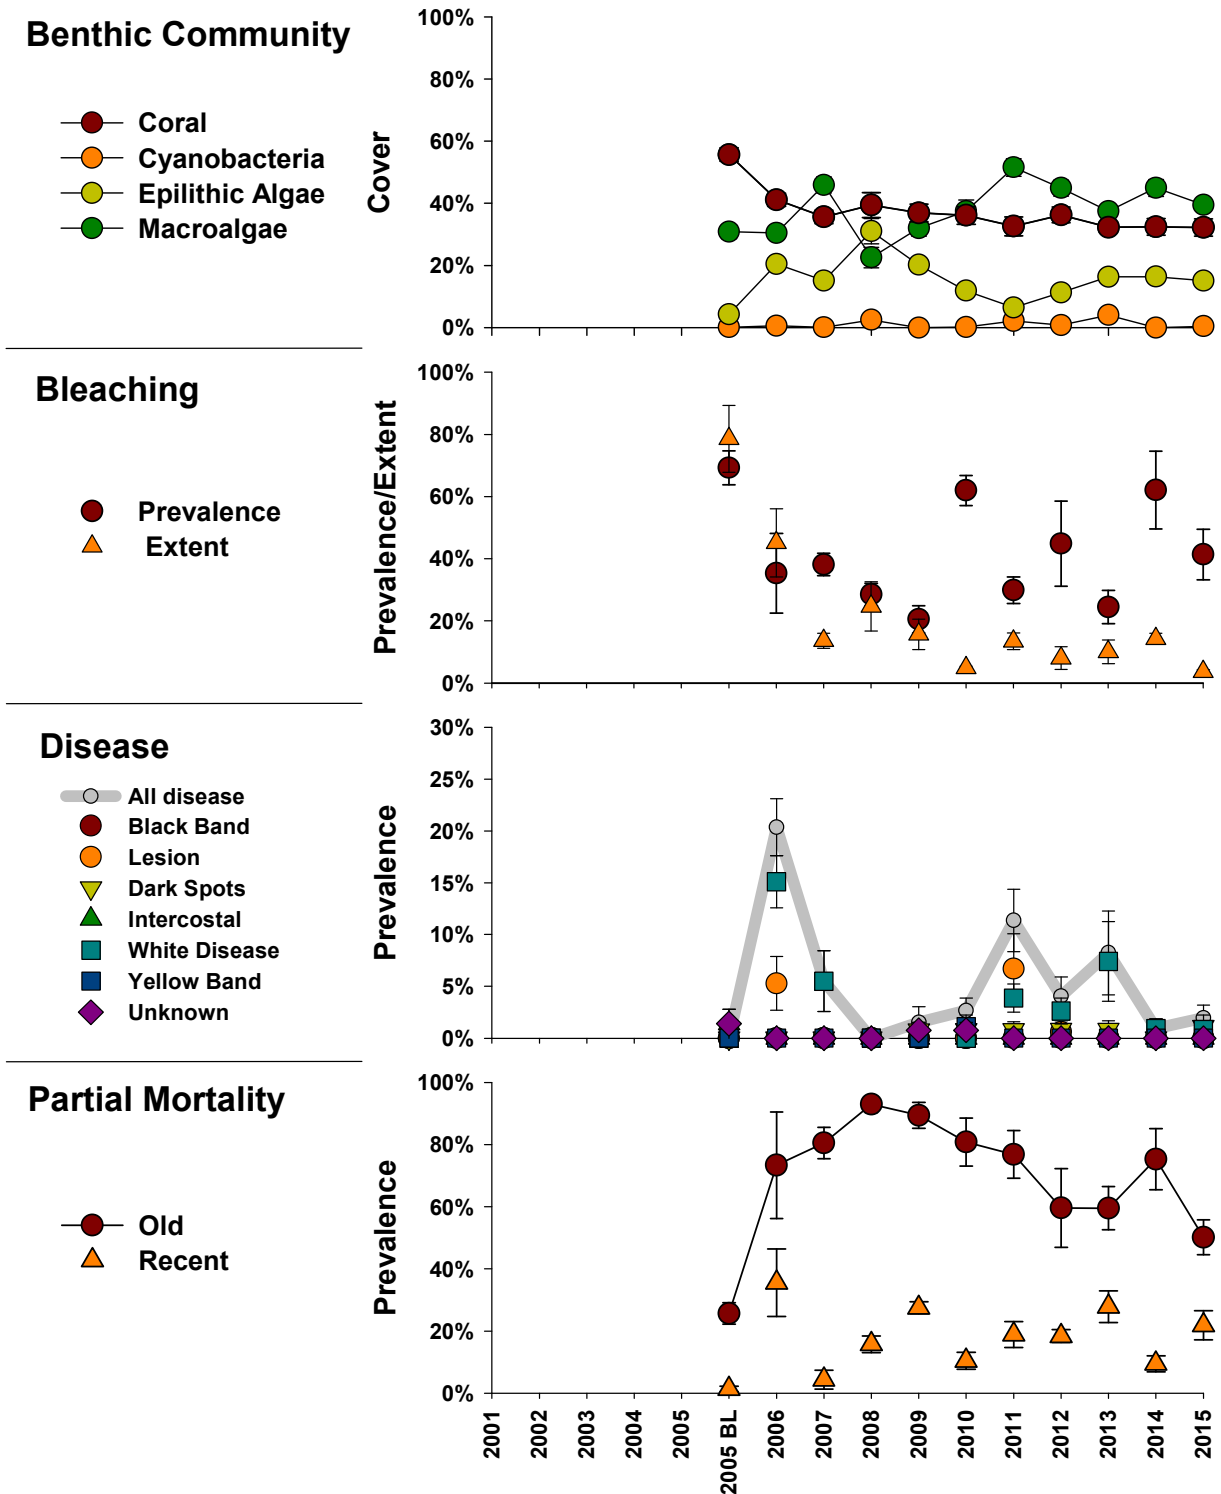 Benthic Community
Coral
Cyanobacteria
Epilithic Algae
Macroalgae
Cover
100%
80%
60%
40%
20%
0%
Bleaching
Prevalence
Extent
Prevalence/Extent
100%
80%
60%
40%
20%
0%
Disease
All disease
Black Band
Lesion
Dark Spots
Intercostal
White Disease
Yellow Band
Unknown
Prevalence
30%
25%
20%
15%
10%
5%
0%
Partial Mortality
Old
Recent
Prevalence
100%
80%
60%
40%
20%
0%
2001
2002
2003
2004
2005
2005 BL
2006
2007
2008
2009
2010
2011
2012
2013
2014
2015